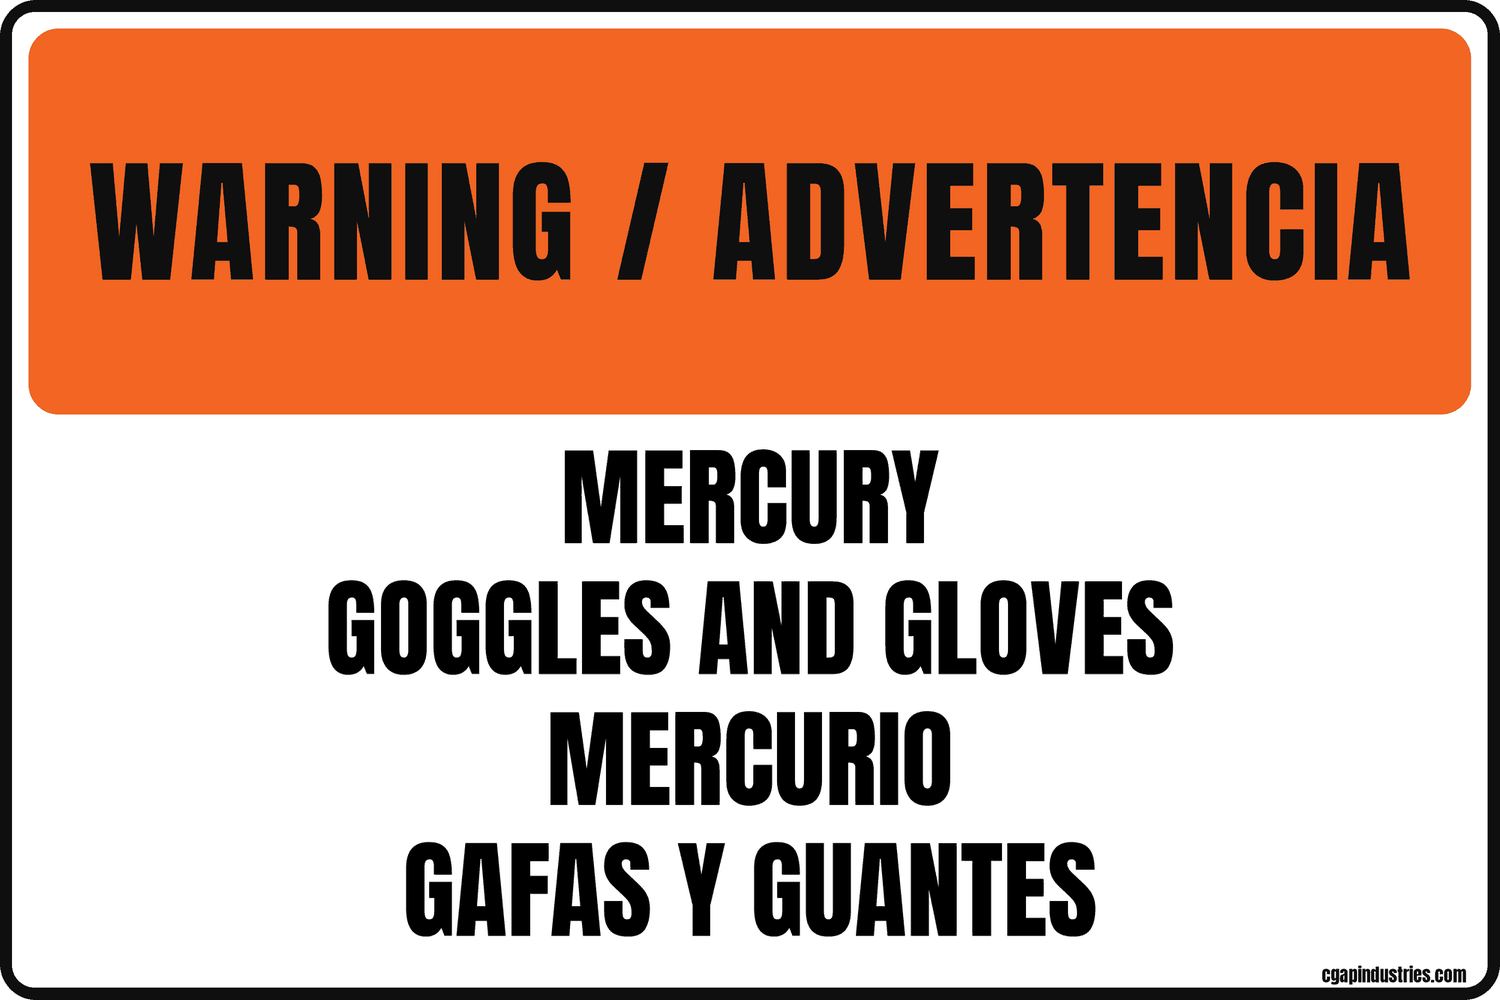 WARNING / ADVERTENCIA
MERCURY
GOGGLES AND GLOVES
MERCURIO
GAFAS Y GUANTES
cgapindustries.com